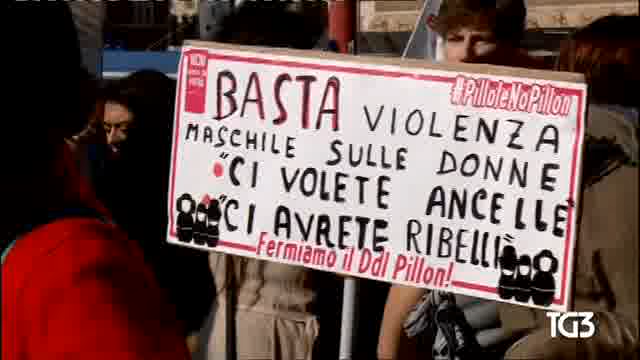 #PilloleNoPillon
BASTA VIOLENZA
MASCHILE SULLE DONNE
"CI VOLETE ANCELLE"
"CI AVRETE RIBELLI"
Fermiamo il Ddl Pillon!
TG3